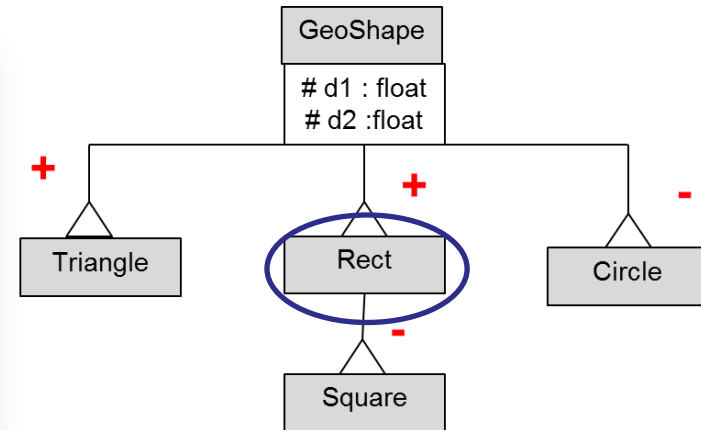 GeoShape
# d1 : float
# d2 :float
+
+
-
Triangle
Rect
Circle
-
Square